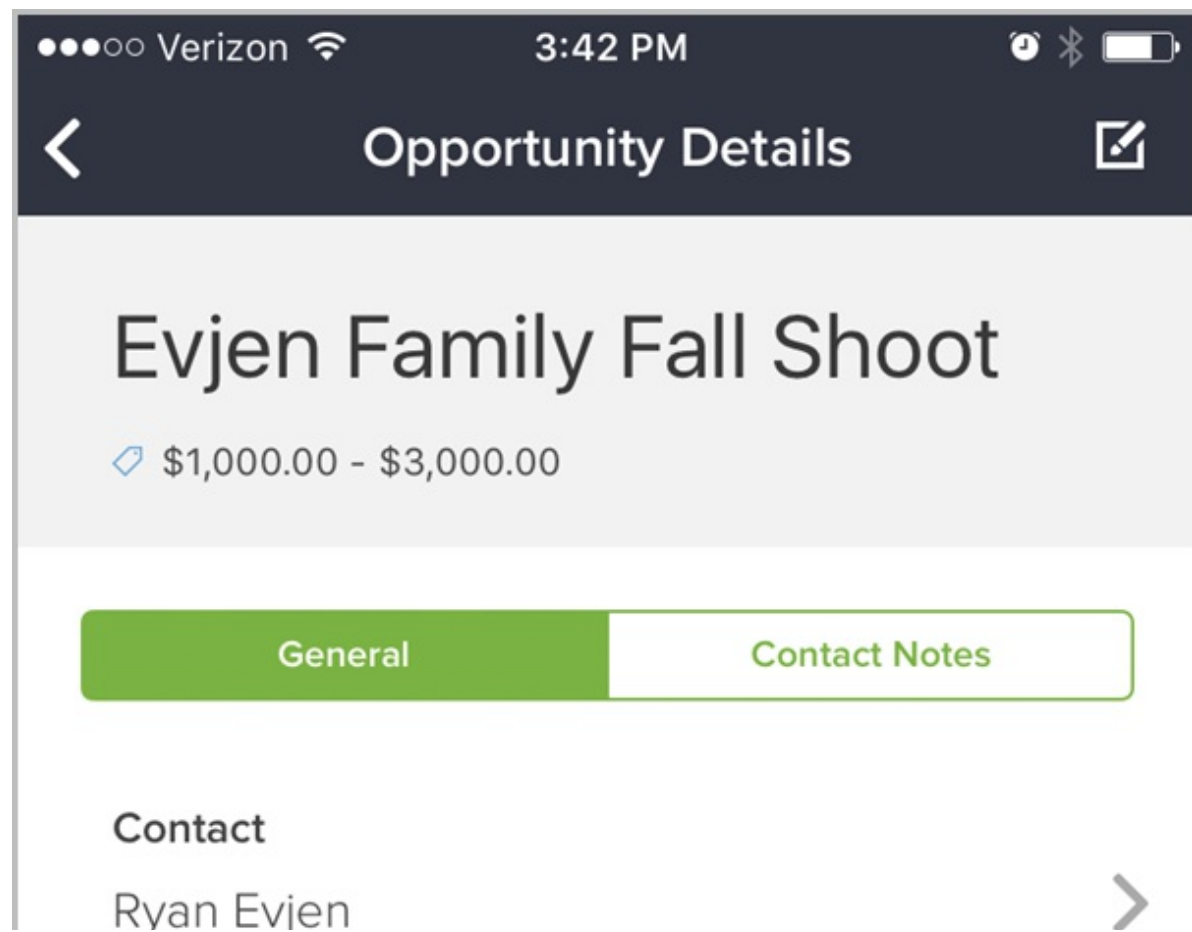 Verizon 3:42 PM
Opportunity Details
Evjen Family Fall Shoot
$1,000.00 - $3,000.00
General Contact Notes
Contact
Ryan Evjen